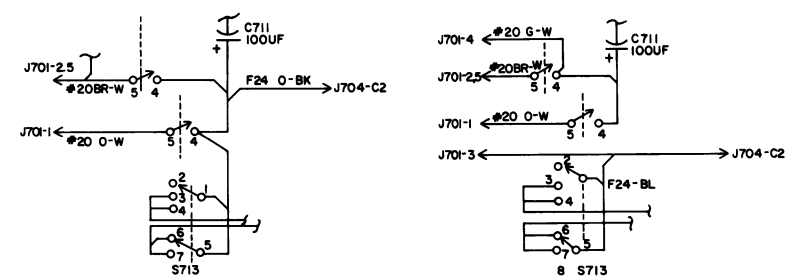 C711
+ 100UF
J701-2.5
#20BR-W
5 4
F24 O-BK
J704-C2
J701-1
5 4
#20 O-W
2
1
3
4
6
5
7
S713
J701-4
#20 G-W
C711
+ 100UF
J701-2,5
#20BR-W
5 4
J701-1
#20 O-W
5 4
J701-3
J704-C2
2
3
F24-BL
4
6
5
7
8 S713